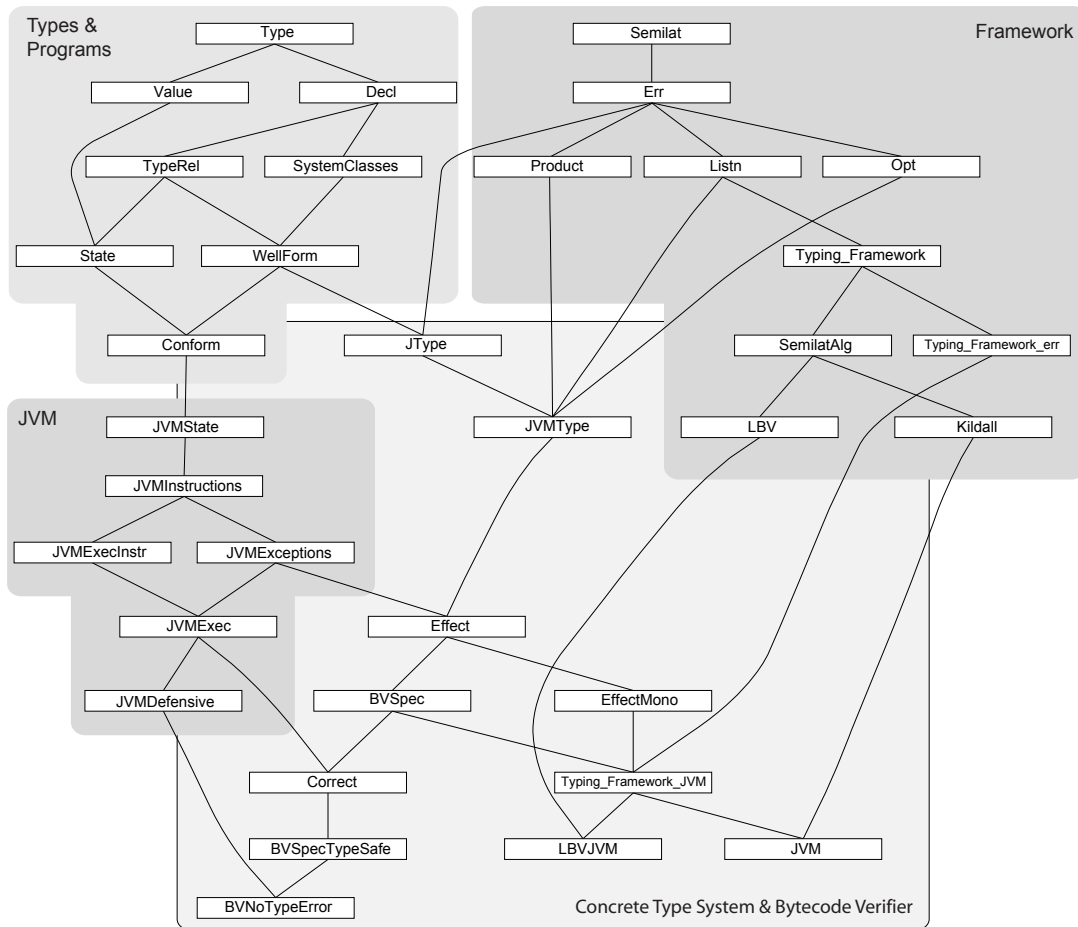 Types &
Programs
Type
Semilat
Framework
Value
Decl
Err
TypeRel
SystemClasses
Product
Listn
Opt
State
WellForm
Typing_Framework
Conform
JType
SemilatAlg
Typing_Framework_err
JVM
JVMState
JVMType
LBV
Kildall
JVMInstructions
JVMExecInstr
JVMExceptions
JVMExec
Effect
JVMDefensive
BVSpec
EffectMono
Correct
Typing_Framework_JVM
BVSpecTypeSafe
LBVJVM
JVM
BVNoTypeError
Concrete Type System & Bytecode Verifier